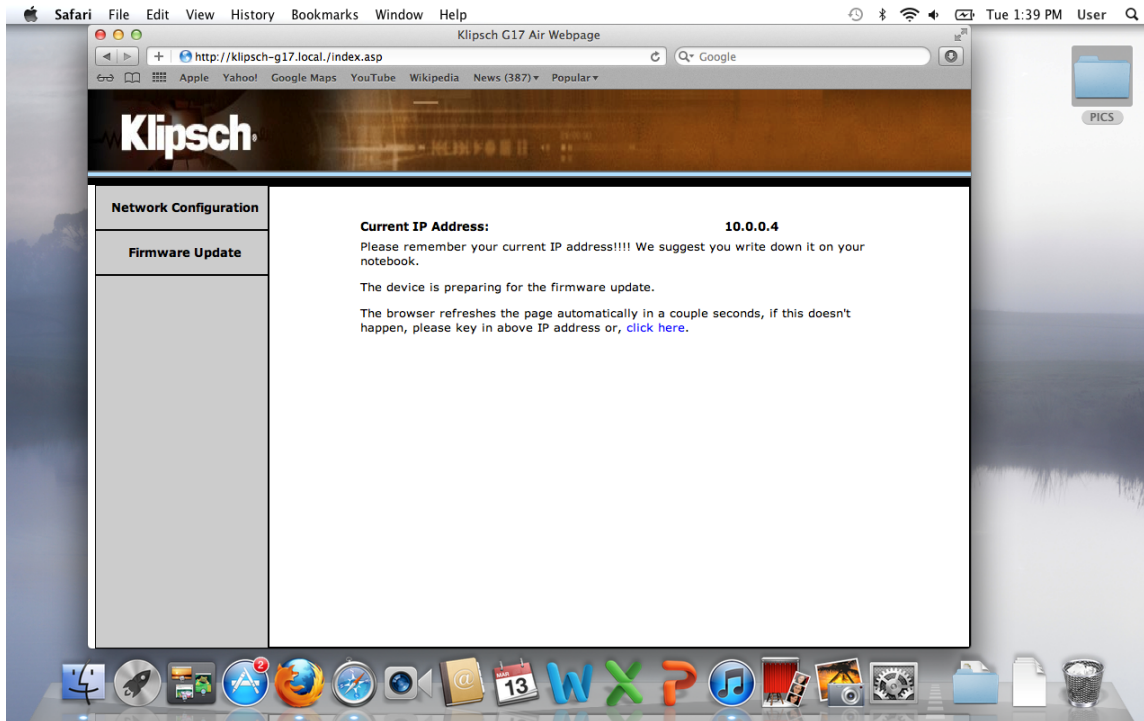 Safari File Edit View History Bookmarks Window Help Tue 1:39 PM User
Klipsch G17 Air Webpage
http://klipsch-g17.local./index.asp Google
Apple Yahoo! Google Maps YouTube Wikipedia News (387) Popular
PICS
Klipsch®
Network Configuration
Firmware Update
Current IP Address: 10.0.0.4
Please remember your current IP address!!!! We suggest you write down it on your
notebook.
The device is preparing for the firmware update.
The browser refreshes the page automatically in a couple seconds, if this doesn't
happen, please key in above IP address or, click here.
2
@
MAR
13
W X P